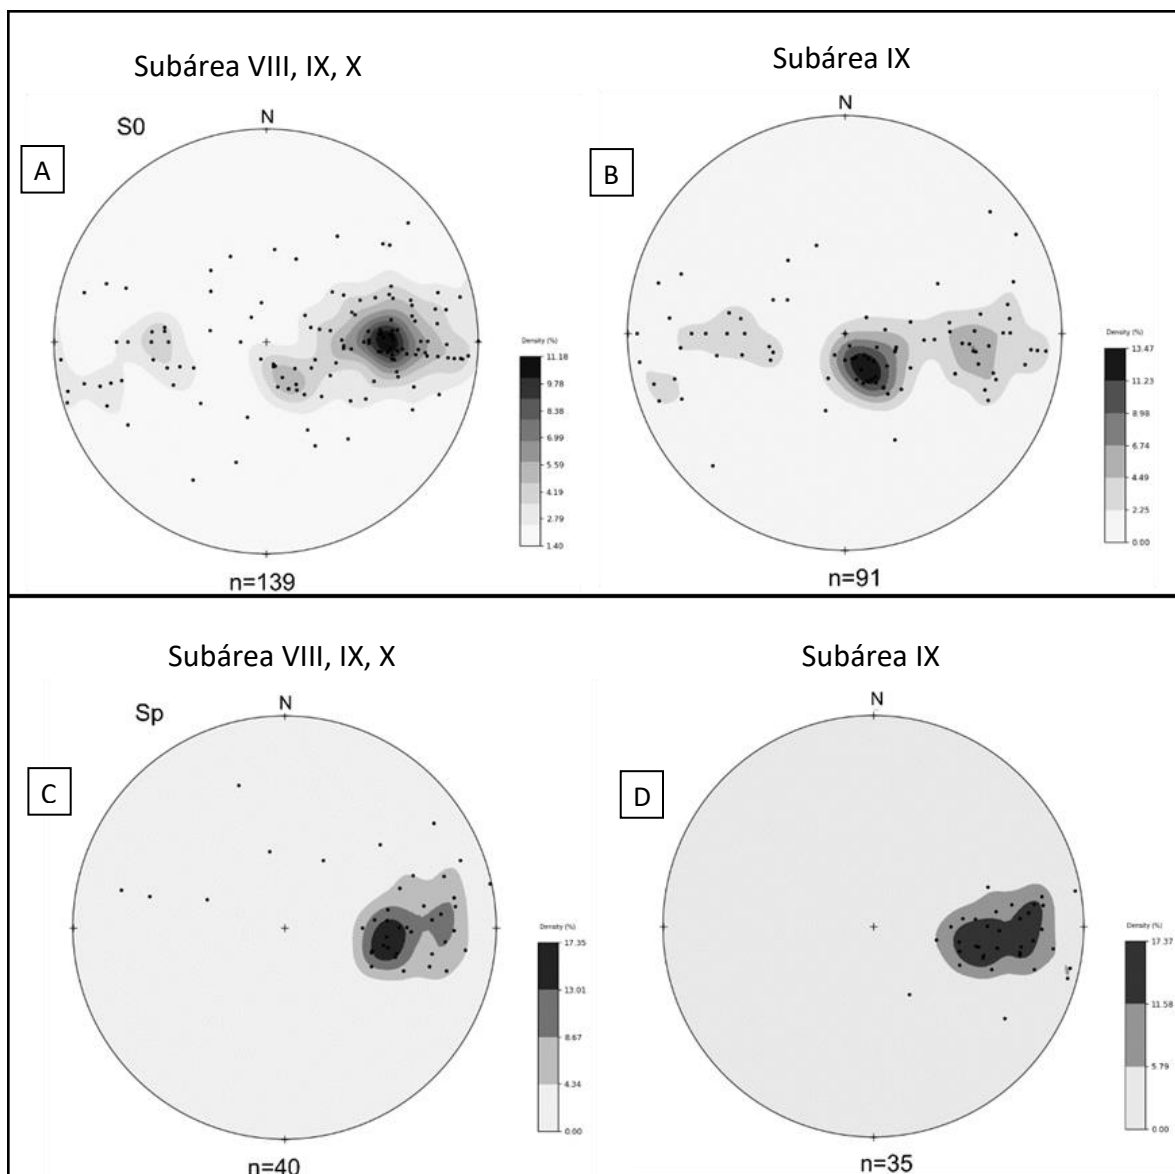 Subárea VIII, IX, X
Subárea IX
S0
N
N
A
B
Density (%)
11.18
9.78
8.38
6.99
5.59
4.19
2.79
1.40
Density (%)
13.47
11.23
8.98
6.74
4.49
2.25
0.00
n=139
n=91
Subárea VIII, IX, X
Subárea IX
Sp
N
N
C
D
Density (%)
17.35
13.01
8.67
4.34
0.00
Density (%)
17.37
11.58
5.79
0.00
n=40
n=35